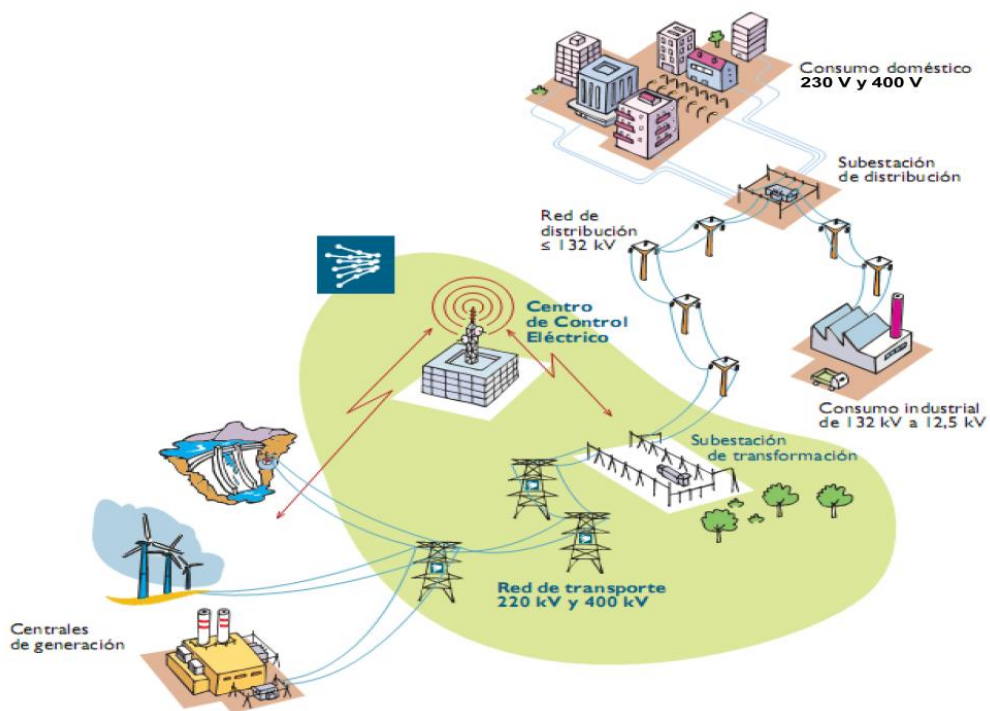 Consumo doméstico
230 V y 400 V
Subestación
de distribución
Red de
distribución
≤ 132 kV
Centro
de Control
Eléctrico
Consumo industrial
de 132 kV a 12,5 kV
Subestación
de transformación
Red de transporte
220 kV y 400 kV
Centrales
de generación